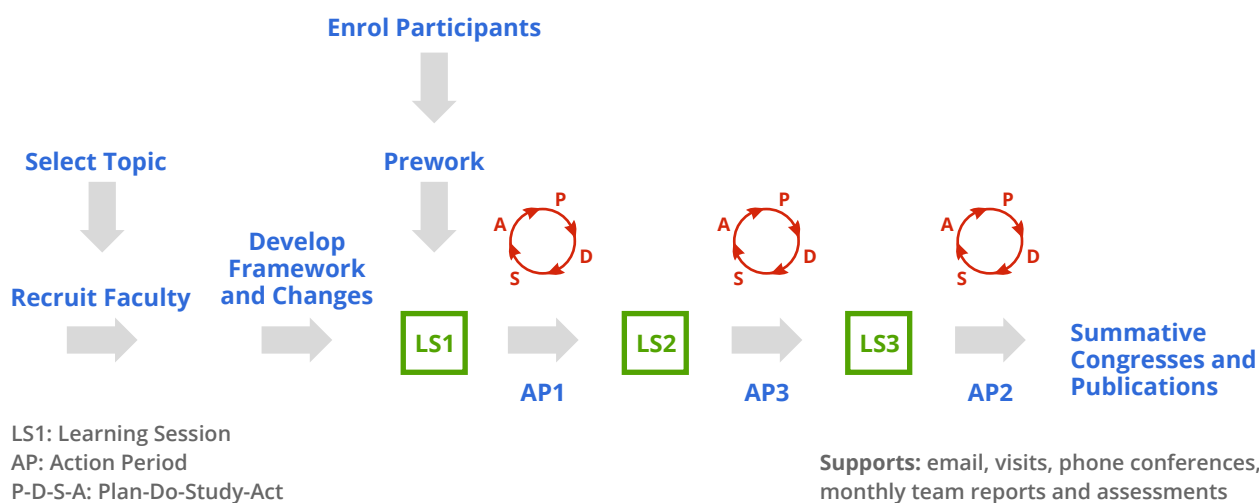 Enrol Participants
Select Topic
Prework
P
A
D
S
P
A
D
S
P
A
D
S
Develop
Framework
and Changes
Recruit Faculty
LS1
LS2
LS3
AP1
AP3
AP2
Summative
Congresses and
Publications
LS1: Learning Session
AP: Action Period
P-D-S-A: Plan-Do-Study-Act
Supports: email, visits, phone conferences,
monthly team reports and assessments